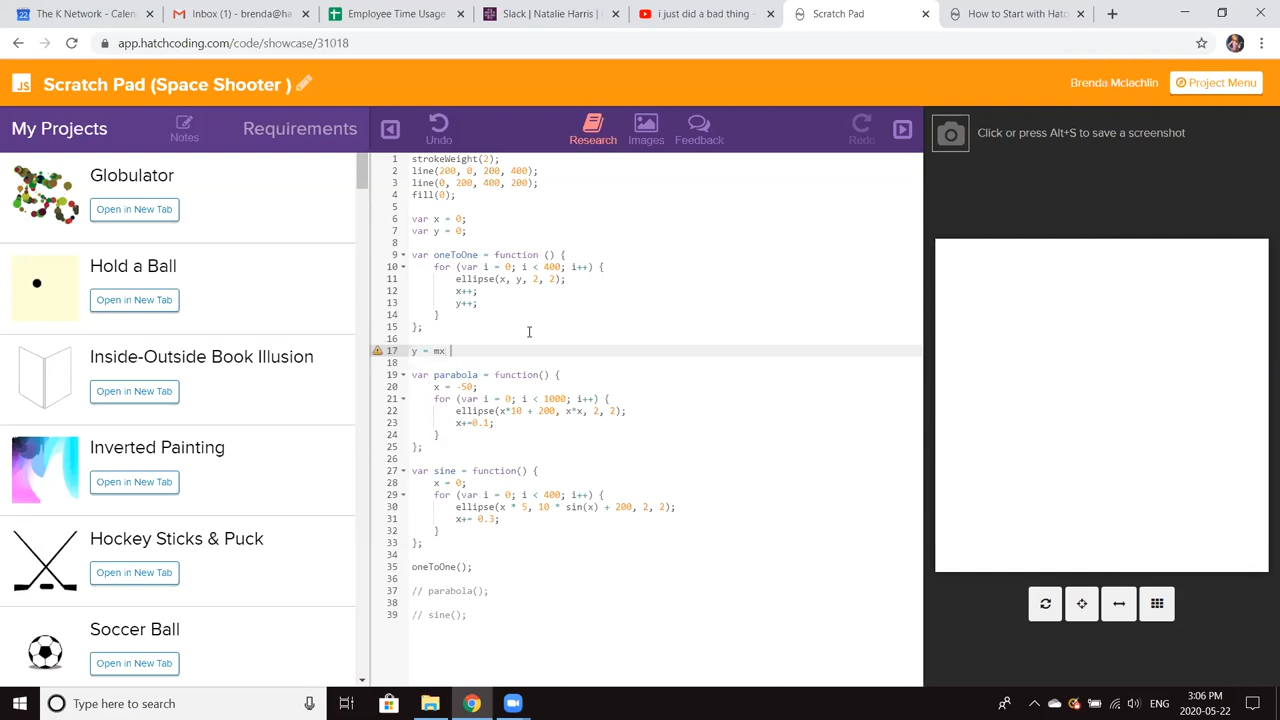 22 The K Network - Calen
Inbox (1) - brenda@ha
Employee Time Usage
Slack | Natalie Harris |
i just did a bad thing -
Scratch Pad
How to Start with Hatc
app.hatchcoding.com/code/showcase/31018
JS Scratch Pad (Space Shooter )
Brenda Mclachlin
Project Menu
My Projects
Notes
Requirements
Undo
Research
Images
Feedback
Redo
Click or press Alt+S to save a screenshot
Globulator
Open in New Tab
Hold a Ball
Open in New Tab
Inside-Outside Book Illusion
Open in New Tab
Inverted Painting
Open in New Tab
Hockey Sticks & Puck
Open in New Tab
Soccer Ball
Open in New Tab
1 strokeWeight(2);
2 line(200, 0, 200, 400);
3 line(0, 200, 400, 200);
4 fill(0);
5
6 var x = 0;
7 var y = 0;
8
9 var oneToOne = function () {
10 for (var i = 0; i < 400; i++) {
11 ellipse(x, y, 2, 2);
12 x++;
13 y++;
14 }
15 };
16
17 y = mx
18
19 var parabola = function() {
20 x = -50;
21 for (var i = 0; i < 1000; i++) {
22 ellipse(x*10 + 200, x*x, 2, 2);
23 x+=0.1;
24 }
25 };
26
27 var sine = function() {
28 x = 0;
29 for (var i = 0; i < 400; i++) {
30 ellipse(x * 5, 10 * sin(x) + 200, 2, 2);
31 x+= 0.3;
32 }
33 };
34
35 oneToOne();
36
37 // parabola();
38
39 // sine();
Type here to search
ENG
3:06 PM
2020-05-22